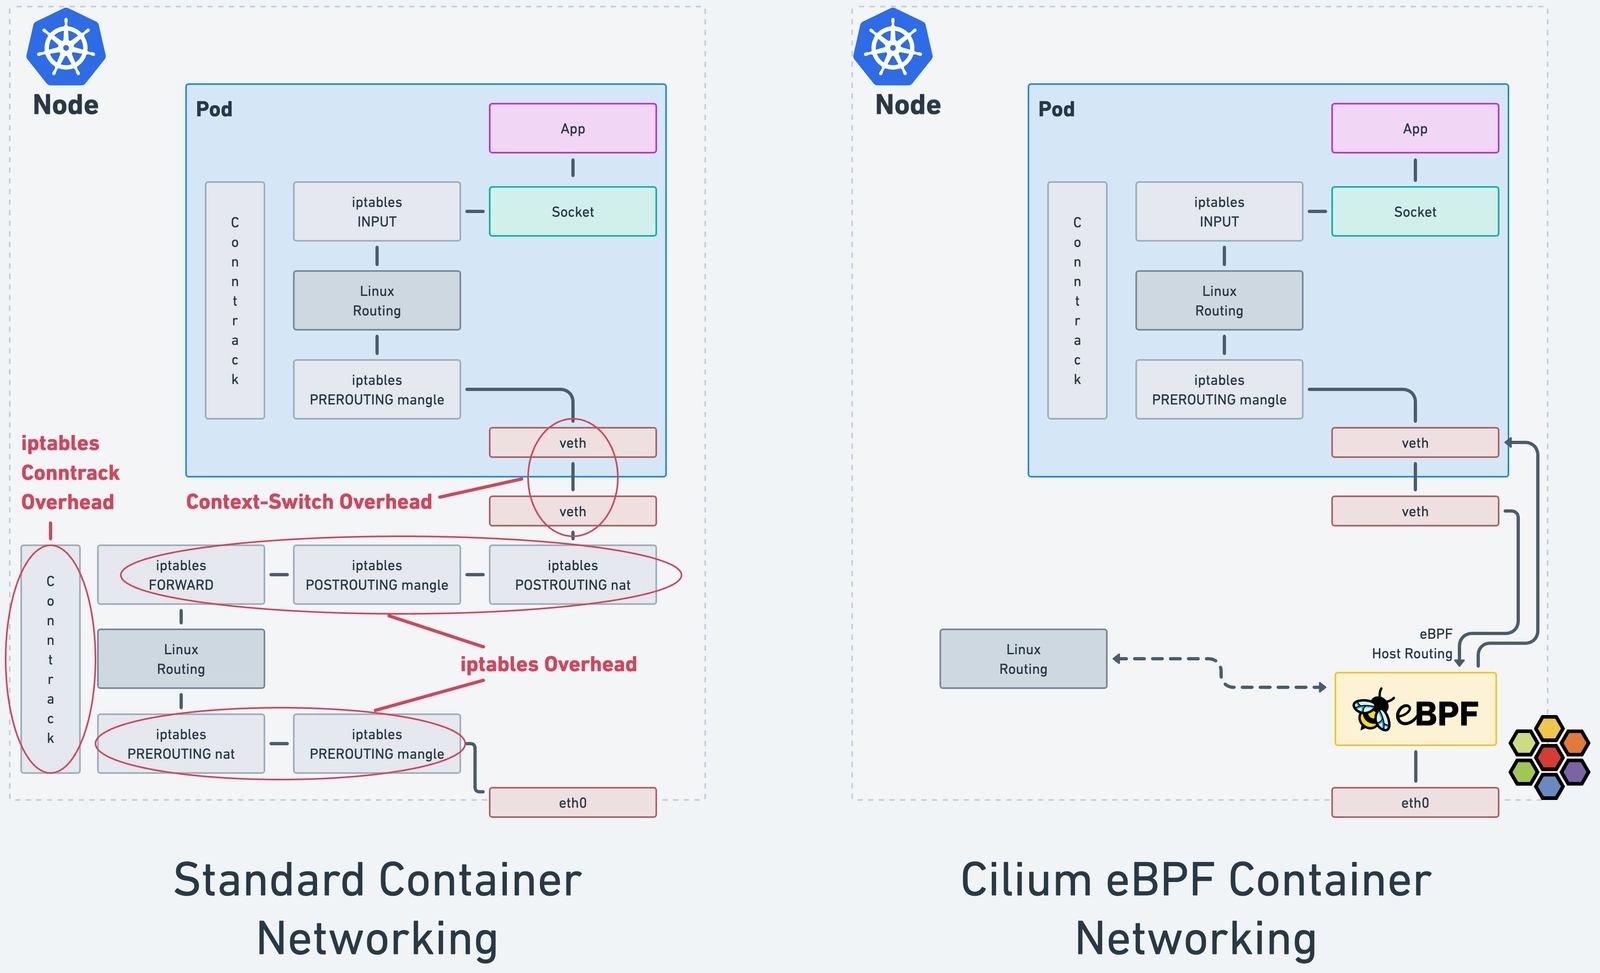 Node
Pod
App
Conntrack
iptables
INPUT
Socket
Linux
Routing
iptables
PREROUTING mangle
veth
iptables
Conntrack
Overhead
Context-Switch Overhead
veth
Conntrack
iptables
FORWARD
iptables
POSTROUTING mangle
iptables
POSTROUTING nat
Linux
Routing
iptables Overhead
iptables
PREROUTING nat
iptables
PREROUTING mangle
eth0
Standard Container
Networking
Node
Pod
App
Conntrack
iptables
INPUT
Socket
Linux
Routing
iptables
PREROUTING mangle
veth
veth
eBPF
Host Routing
Linux
Routing
eBPF
eth0
Cilium eBPF Container
Networking